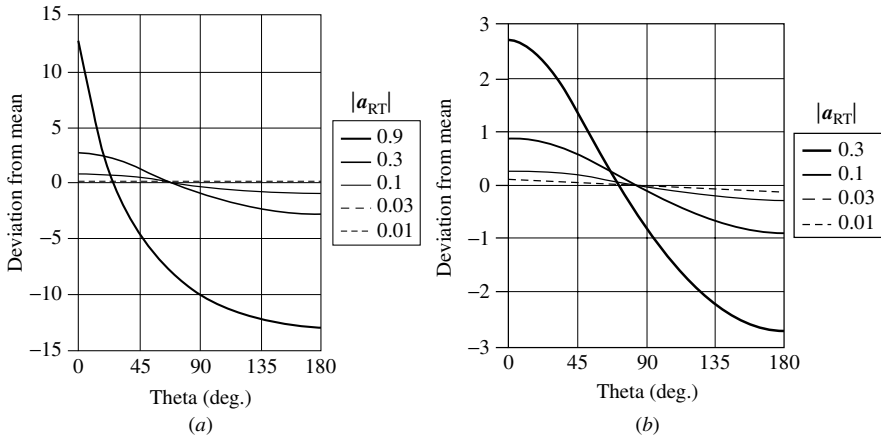 15
10
5
0
−5
−10
−15
0 45 90 135 180
Deviation from mean
Theta (deg.)
(a)
|a_RT|
0.9
0.3
0.1
0.03
0.01
3
2
1
0
−1
−2
−3
0 45 90 135 180
Deviation from mean
Theta (deg.)
(b)
|a_RT|
0.3
0.1
0.03
0.01